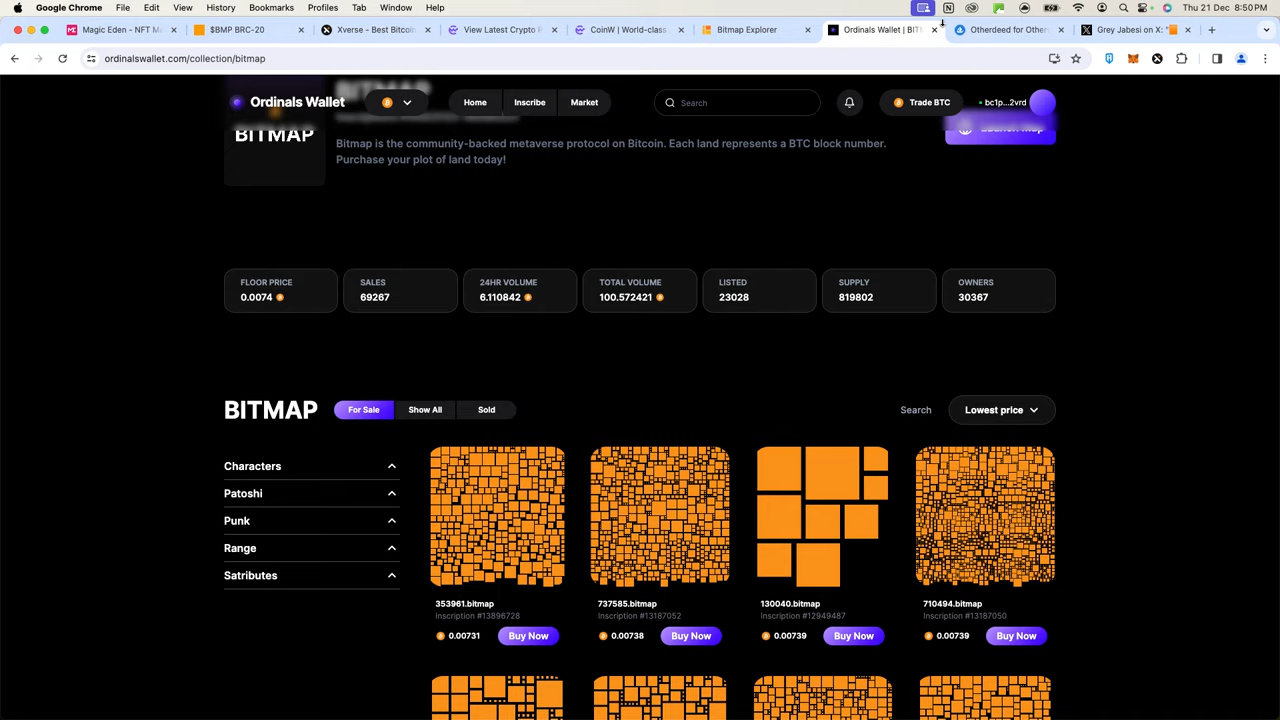 Google Chrome File Edit View History Bookmarks Profiles Tab Window Help Thu 21 Dec 8:50 PM
Magic Eden - NFT M
$BMP BRC-20
Xverse - Best Bitcoin
View Latest Crypto P
CoinW | World-class
Bitmap Explorer
Ordinals Wallet | BIT
Otherdeed for Other
Grey Jabesi on X: "
ordinalswallet.com/collection/bitmap
Ordinals Wallet
Home Inscribe Market
Search
Trade BTC
bc1p...2vrd
BITMAP
Launch map
Bitmap is the community-backed metaverse protocol on Bitcoin. Each land represents a BTC block number.
Purchase your plot of land today!
FLOOR PRICE SALES 24HR VOLUME TOTAL VOLUME LISTED SUPPLY OWNERS
0.0074 69267 6.110842 100.572421 23028 819802 30367
BITMAP For Sale Show All Sold Search Lowest price
Characters
Patoshi
Punk
Range
Satributes
353961.bitmap 737585.bitmap 130040.bitmap 710494.bitmap
Inscription #13896728 Inscription #13187052 Inscription #12949487 Inscription #13187050
0.00731 Buy Now 0.00738 Buy Now 0.00739 Buy Now 0.00739 Buy Now